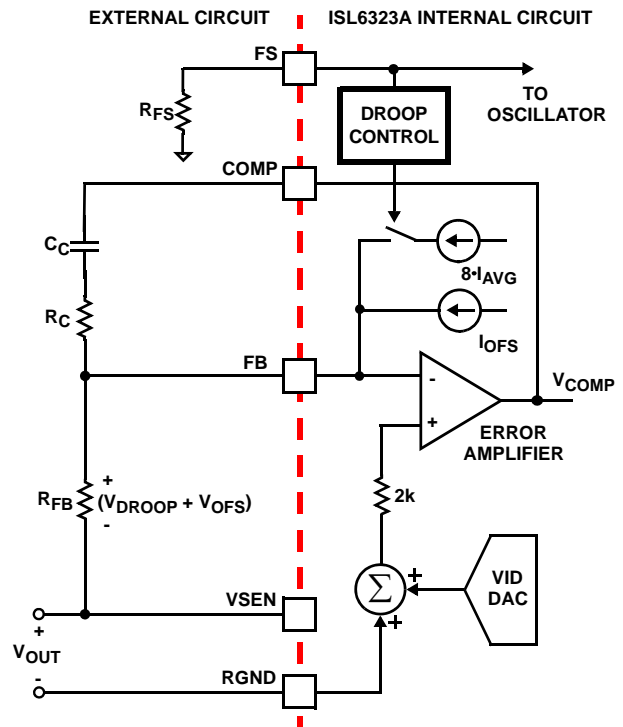 EXTERNAL CIRCUIT
ISL6323A INTERNAL CIRCUIT
FS
TO
OSCILLATOR
RFS
DROOP
CONTROL
COMP
CC
8•IAVG
RC
IOFS
FB
-
+
VCOMP
ERROR
AMPLIFIER
+
RFB
(VDROOP + VOFS)
-
2k
VID
DAC
Σ
+
+
VSEN
+
VOUT
-
RGND